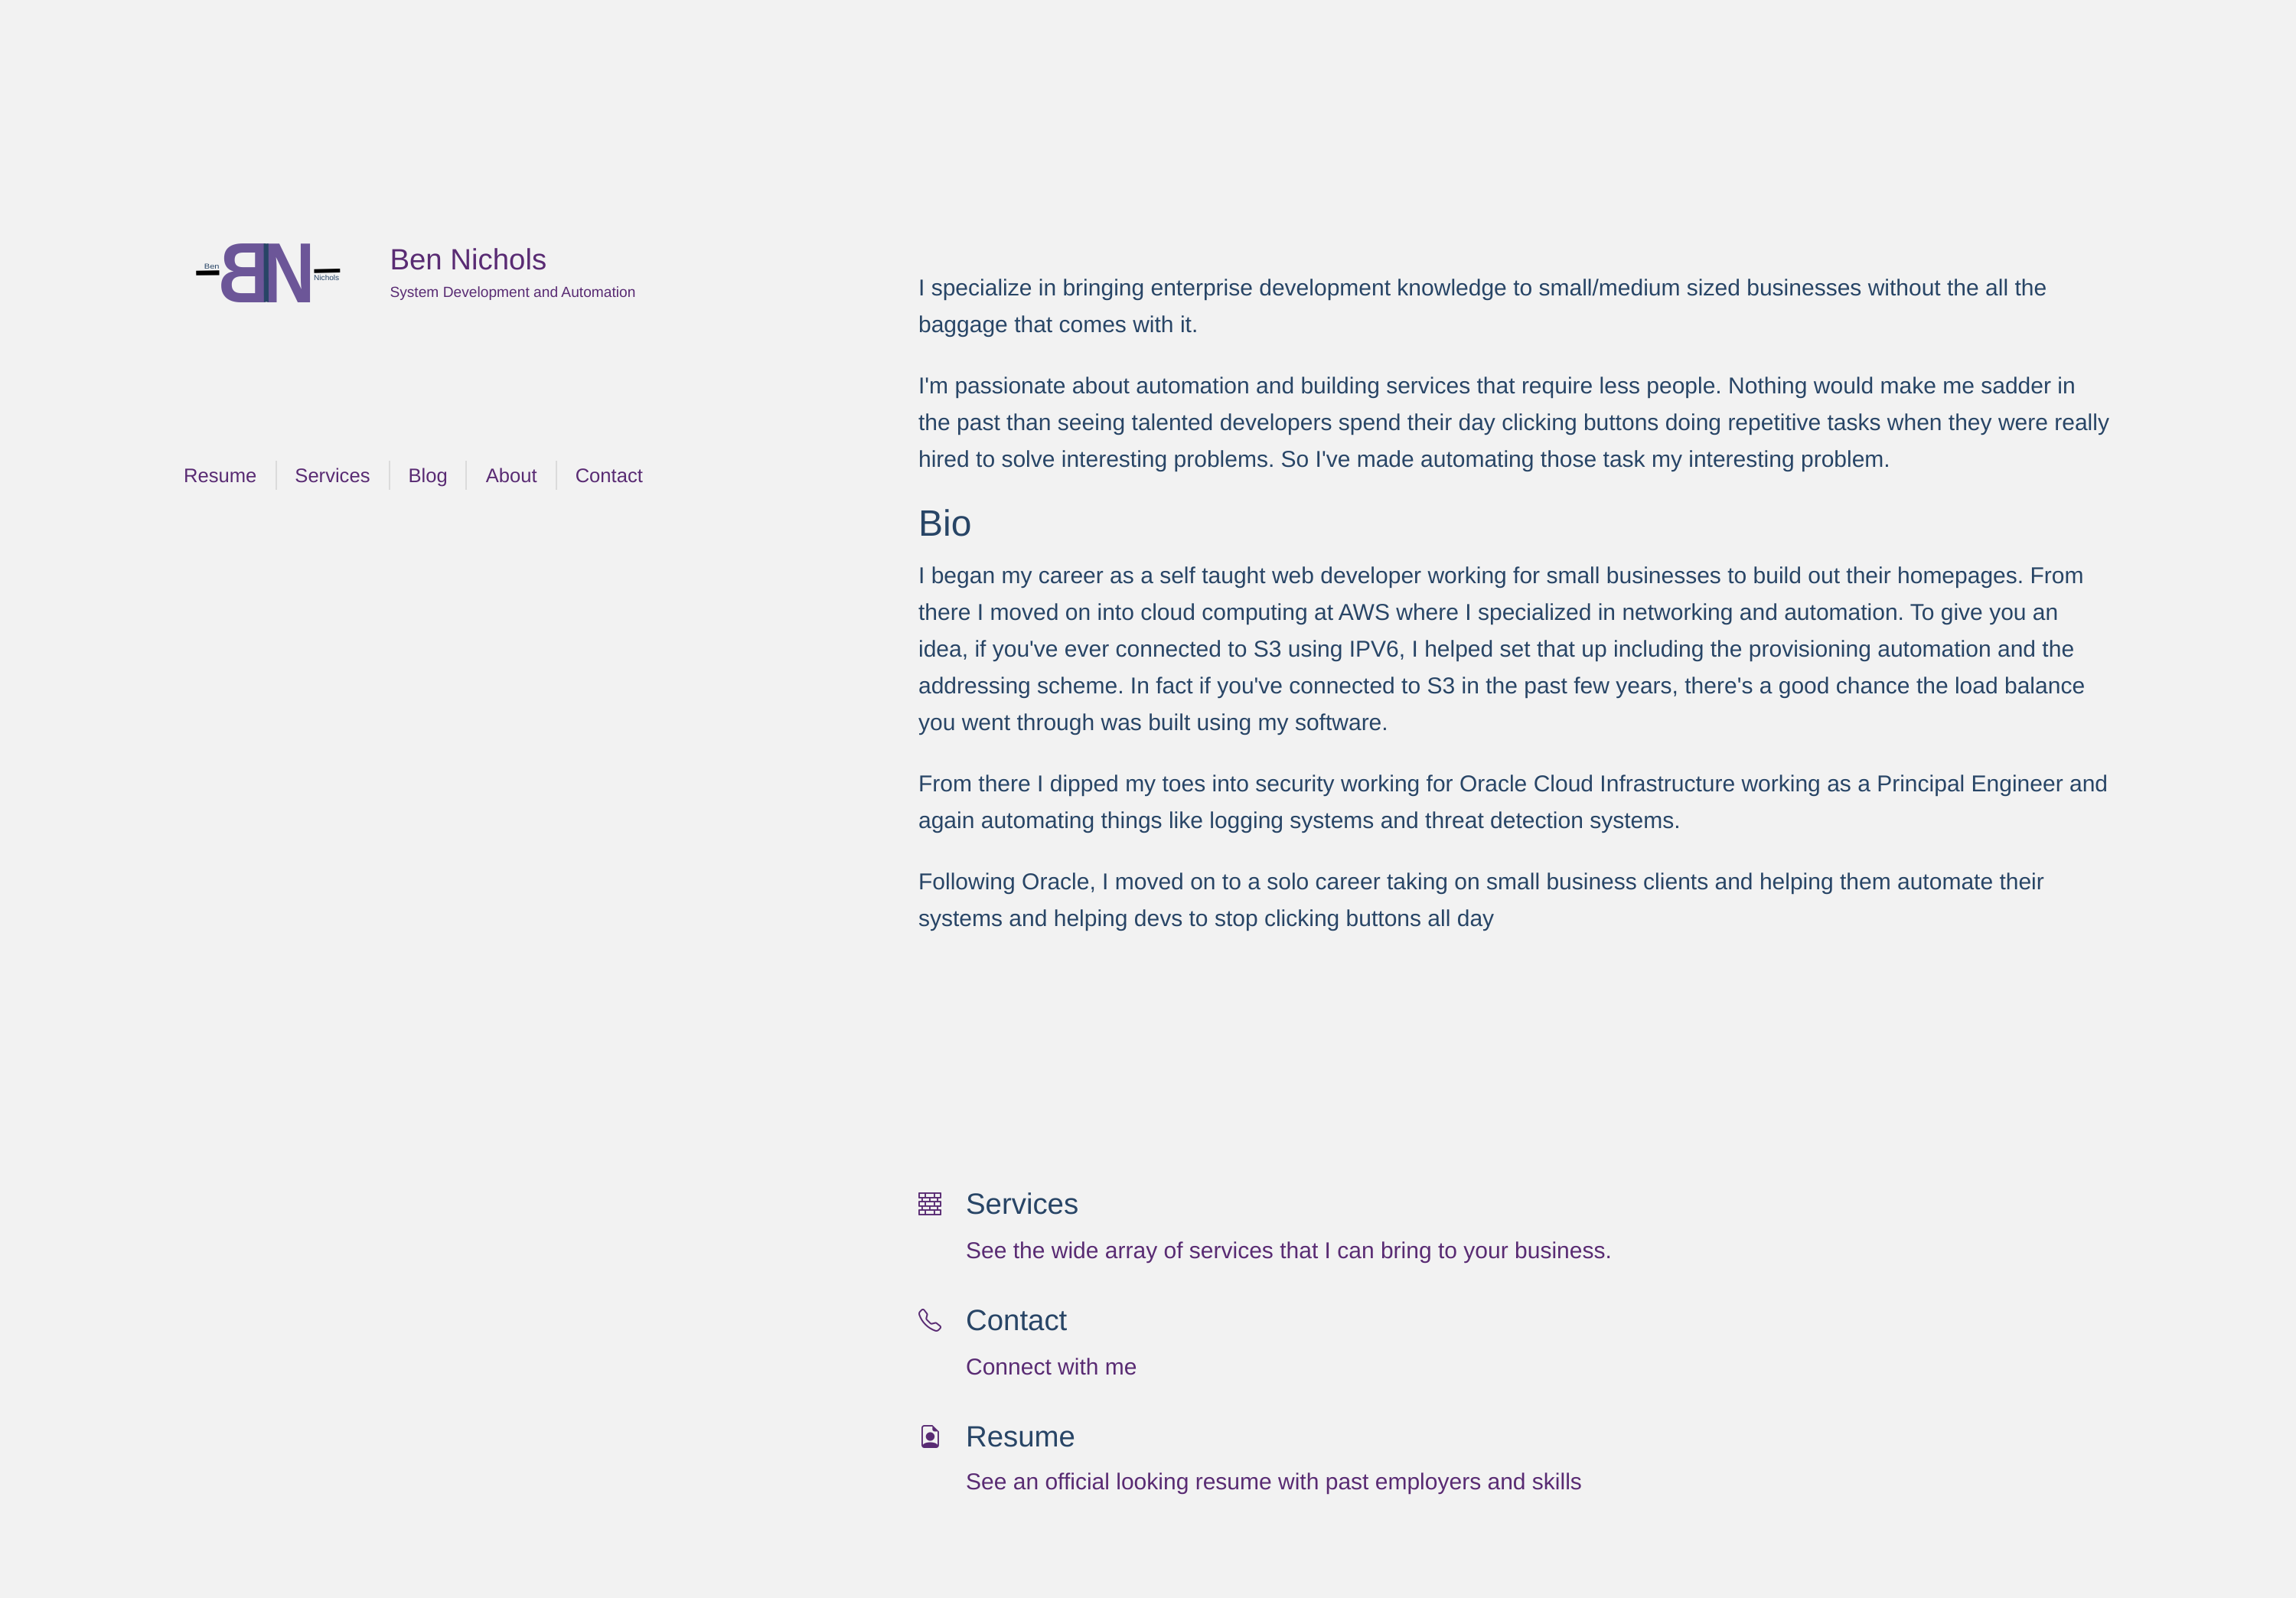 Ben
BN
Nichols
Ben Nichols
System Development and Automation
Resume
Services
Blog
About
Contact
I specialize in bringing enterprise development knowledge to small/medium sized businesses without the all the
baggage that comes with it.
I'm passionate about automation and building services that require less people. Nothing would make me sadder in
the past than seeing talented developers spend their day clicking buttons doing repetitive tasks when they were really
hired to solve interesting problems. So I've made automating those task my interesting problem.
Bio
I began my career as a self taught web developer working for small businesses to build out their homepages. From
there I moved on into cloud computing at AWS where I specialized in networking and automation. To give you an
idea, if you've ever connected to S3 using IPV6, I helped set that up including the provisioning automation and the
addressing scheme. In fact if you've connected to S3 in the past few years, there's a good chance the load balance
you went through was built using my software.
From there I dipped my toes into security working for Oracle Cloud Infrastructure working as a Principal Engineer and
again automating things like logging systems and threat detection systems.
Following Oracle, I moved on to a solo career taking on small business clients and helping them automate their
systems and helping devs to stop clicking buttons all day
Services
See the wide array of services that I can bring to your business.
Contact
Connect with me
Resume
See an official looking resume with past employers and skills